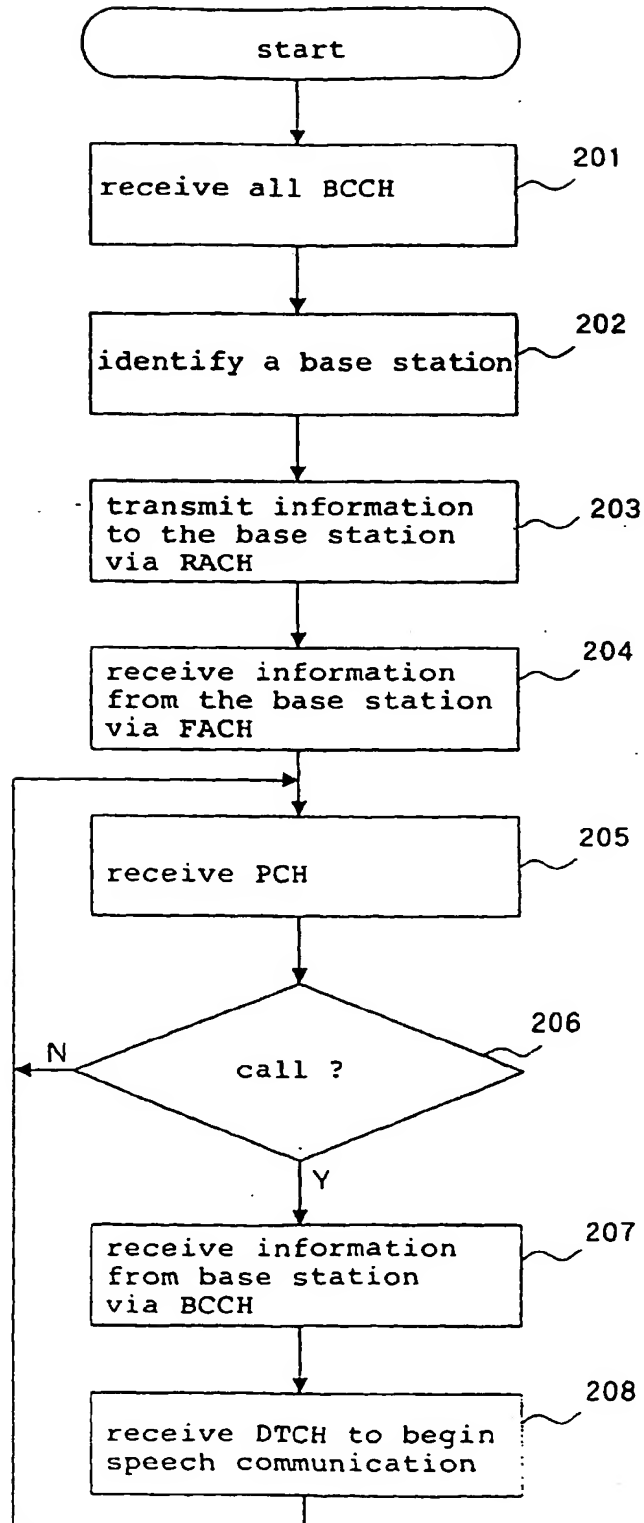 start
201
receive all BCCH
202
identify a base station
203
transmit information
to the base station
via RACH
204
receive information
from the base station
via FACH
205
receive PCH
206
call ?
N
Y
207
receive information
from base station
via BCCH
208
receive DTCH to begin
speech communication